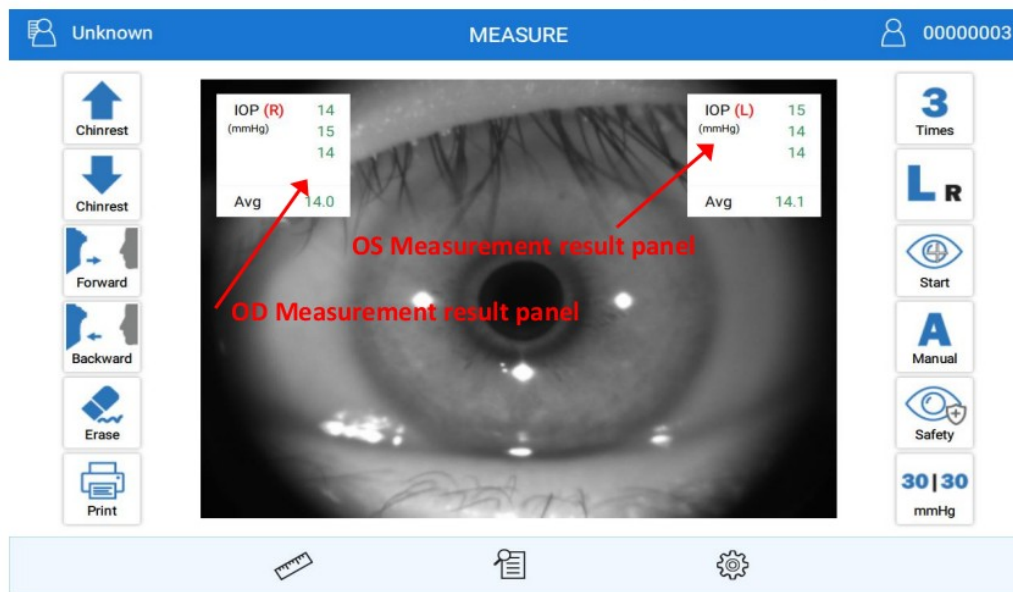 Unknown
MEASURE
00000003
Chinrest
Chinrest
Forward
Backward
Erase
Print
IOP (R) 14
(mmHg) 15
14
Avg 14.0
IOP (L) 15
(mmHg) 14
14
Avg 14.1
OS Measurement result panel
OD Measurement result panel
3
Times
L R
Start
A
Manual
Safety
30|30
mmHg